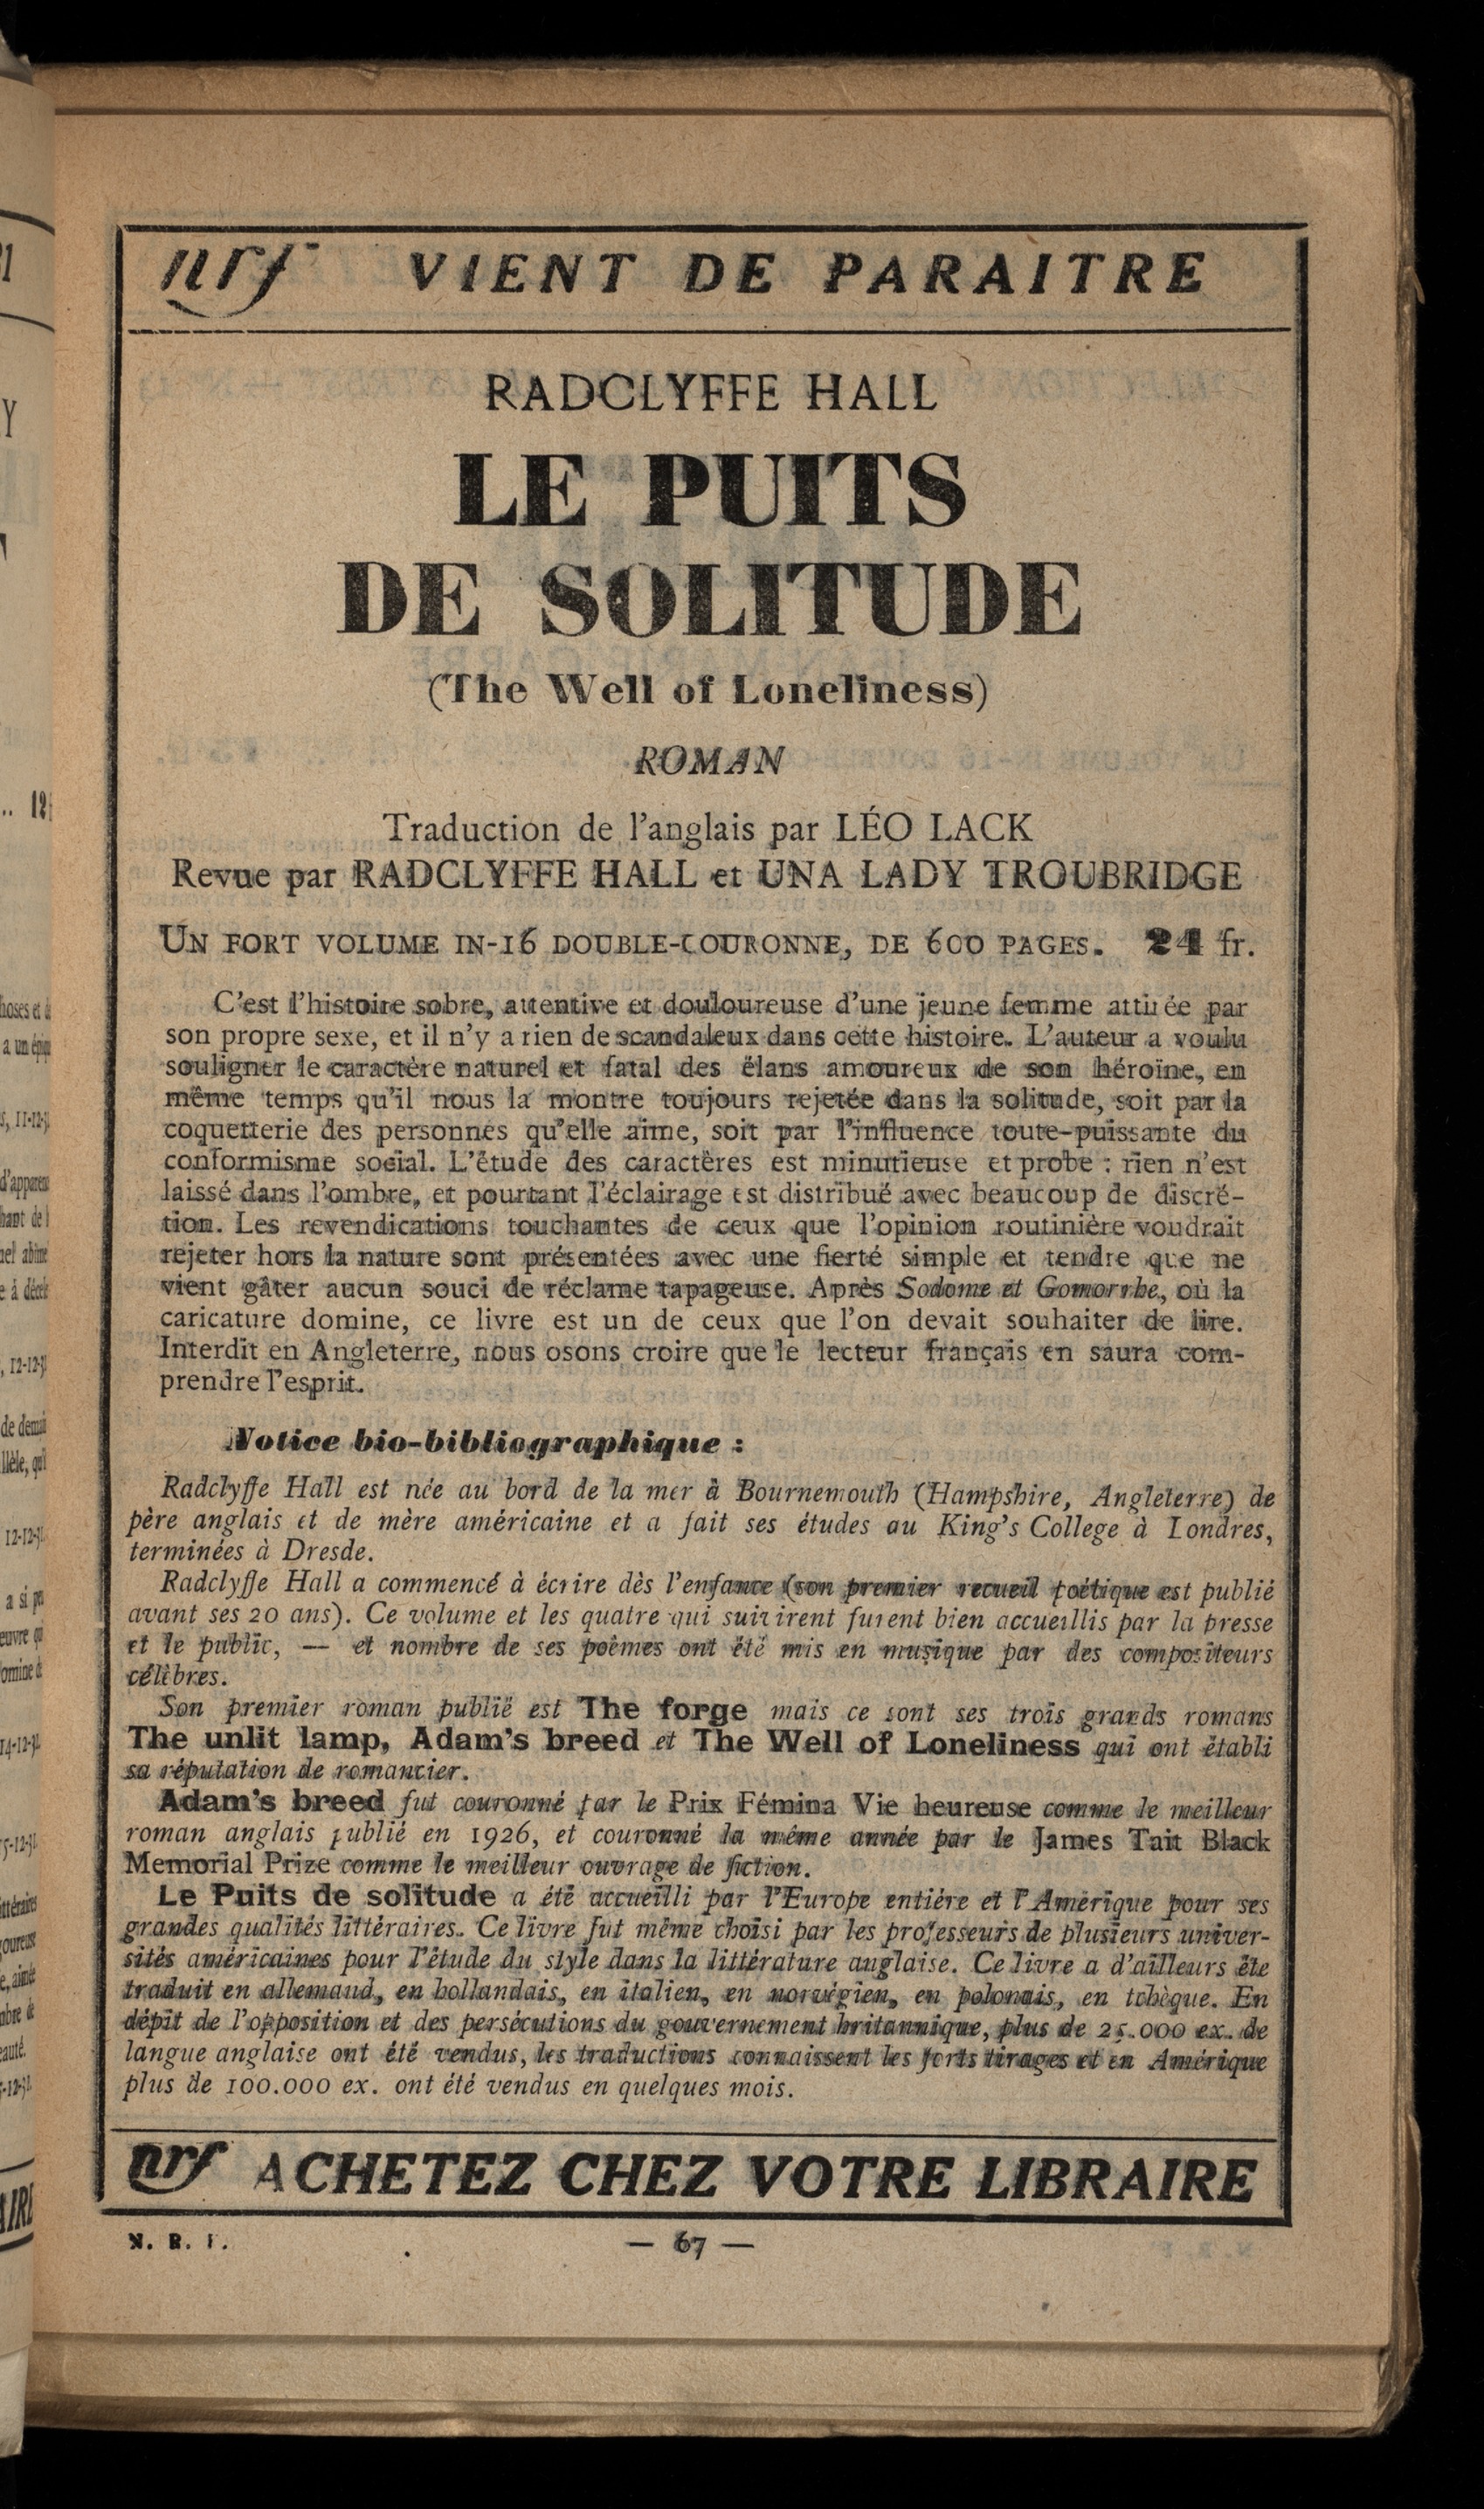 nrf VIENT DE PARAITRE
RADCLYFFE HALL
LE PUITS
DE SOLITUDE
(The Well of Loneliness)
ROMAN
Traduction de l'anglais par LÉO LACK
Revue par RADCLYFFE HALL et UNA LADY TROUBRIDGE
UN FORT VOLUME IN-16 DOUBLE-COURONNE, DE 600 PAGES. 24 fr.
C'est l'histoire sobre, attentive et douloureuse d'une jeune femme attirée par
son propre sexe, et il n'y a rien de scandaleux dans cette histoire. L'auteur a voulu
souligner le caractère naturel et fatal des élans amoureux de son héroïne, en
même temps qu'il nous la montre toujours rejetée dans la solitude, soit par la
coquetterie des personnes qu'elle aime, soit par l'influence toute-puissante du
conformisme social. L'étude des caractères est minutieuse et probe : rien n'est
laissé dans l'ombre, et pourtant l'éclairage est distribué avec beaucoup de discré-
tion. Les revendications touchantes de ceux que l'opinion routinière voudrait
rejeter hors la nature sont présentées avec une fierté simple et tendre que ne
vient gâter aucun souci de réclame tapageuse. Après Sodome et Gomorrhe, où la
caricature domine, ce livre est un de ceux que l'on devait souhaiter de lire.
Interdit en Angleterre, nous osons croire que le lecteur français en saura com-
prendre l'esprit.
Notice bio-bibliographique :
Radclyffe Hall est née au bord de la mer à Bournemouth (Hampshire, Angleterre) de
père anglais et de mère américaine et a fait ses études au King's College à Londres,
terminées à Dresde.
Radclyffe Hall a commencé à écrire dès l'enfance (son premier recueil poétique est publié
avant ses 20 ans). Ce volume et les quatre qui suivirent furent bien accueillis par la presse
et le public, — et nombre de ses poèmes ont été mis en musique par des compositeurs
célèbres.
Son premier roman publié est The forge mais ce sont ses trois grands romans
The unlit lamp, Adam's breed et The Well of Loneliness qui ont établi
sa réputation de romancier.
Adam's breed fut couronné par le Prix Fémina Vie heureuse comme le meilleur
roman anglais publié en 1926, et couronné la même année par le James Tait Black
Memorial Prize comme le meilleur ouvrage de fiction.
Le Puits de solitude a été accueilli par l'Europe entière et l'Amérique pour ses
grandes qualités littéraires. Ce livre fut même choisi par les professeurs de plusieurs univer-
sités américaines pour l'étude du style dans la littérature anglaise. Ce livre a d'ailleurs été
traduit en allemand, en hollandais, en italien, en norvégien, en polonais, en tchèque. En
dépit de l'opposition et des persécutions du gouvernement britannique, plus de 25.000 ex. de
langue anglaise ont été vendus, les traductions connaissent les forts tirages et en Amérique
plus de 100.000 ex. ont été vendus en quelques mois.
nrf ACHETEZ CHEZ VOTRE LIBRAIRE
N. R. F. — 67 —